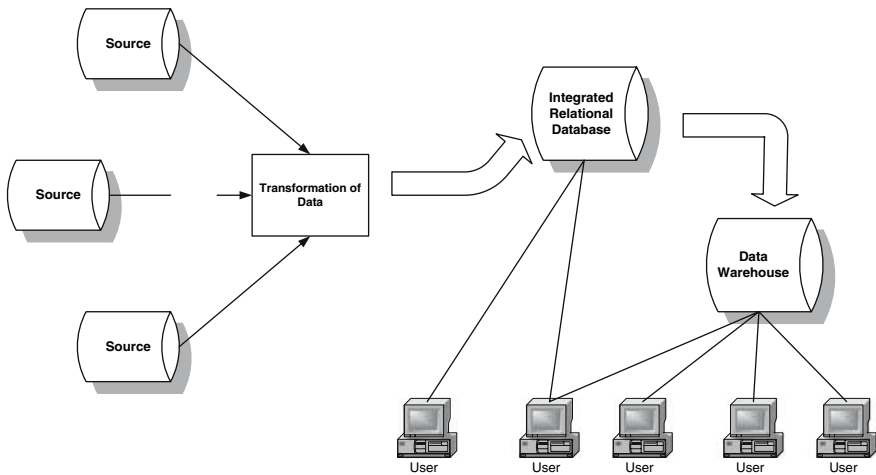 Source
Source
Source
Transformation of
Data
Integrated
Relational
Database
Data
Warehouse
User
User
User
User
User